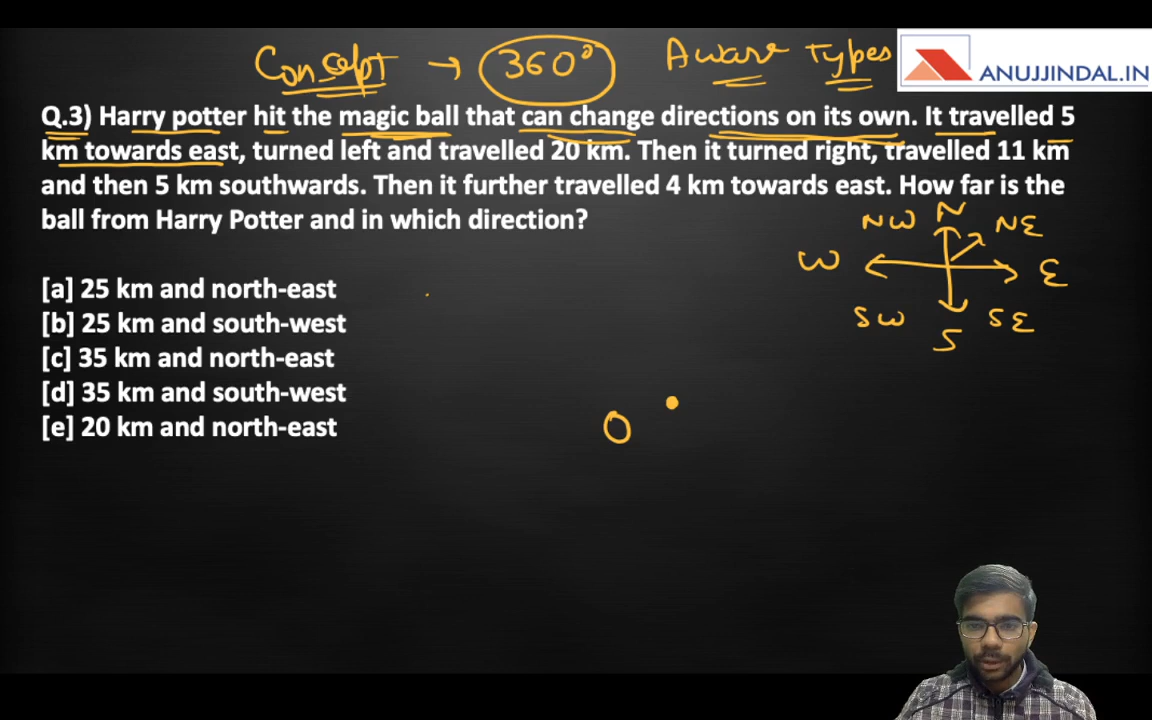 Concept → 360° Aware Types
ANUJJINDAL.IN
Q.3) Harry potter hit the magic ball that can change directions on its own. It travelled 5
km towards east, turned left and travelled 20 km. Then it turned right, travelled 11 km
and then 5 km southwards. Then it further travelled 4 km towards east. How far is the
ball from Harry Potter and in which direction?
NW N NE
W E
SW S SE
[a] 25 km and north-east
[b] 25 km and south-west
[c] 35 km and north-east
[d] 35 km and south-west
[e] 20 km and north-east